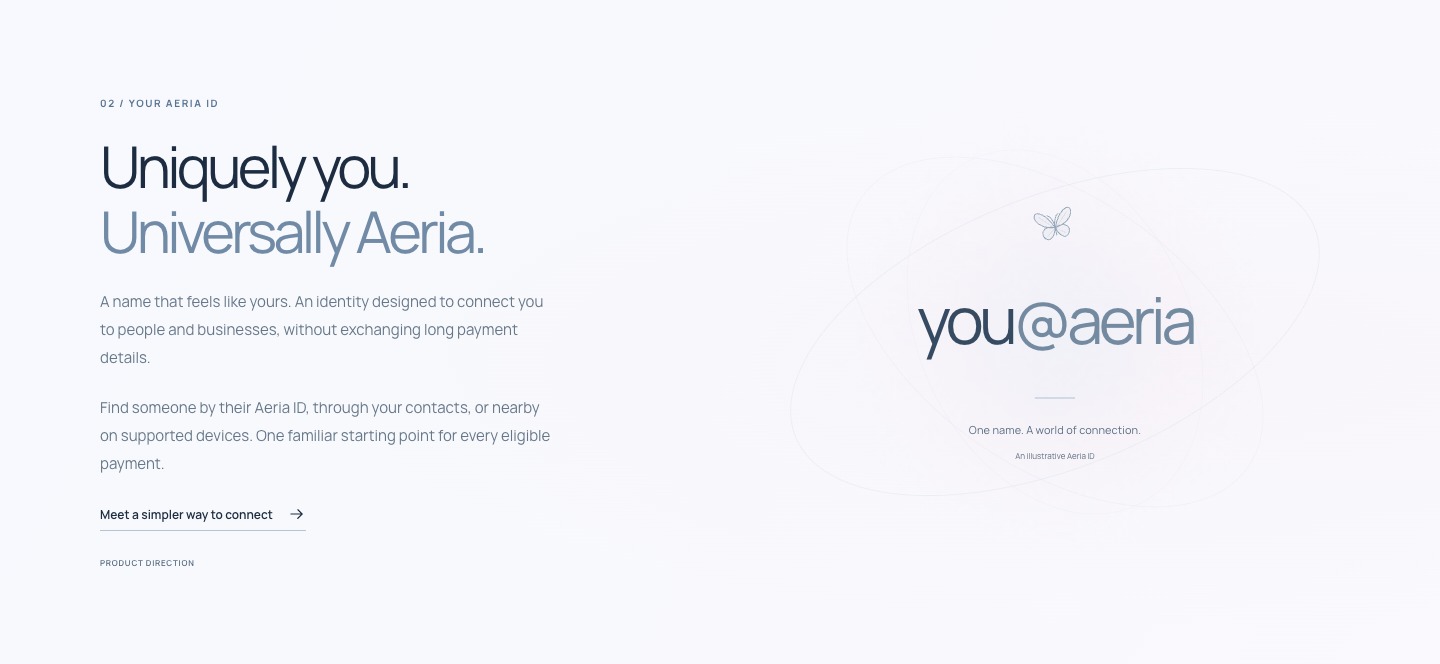 02 / YOUR AERIA ID
Uniquely you.
Universally Aeria.
A name that feels like yours. An identity designed to connect you
to people and businesses, without exchanging long payment
details.
Find someone by their Aeria ID, through your contacts, or nearby
on supported devices. One familiar starting point for every eligible
payment.
Meet a simpler way to connect →
PRODUCT DIRECTION
you@aeria
One name. A world of connection.
An illustrative Aeria ID